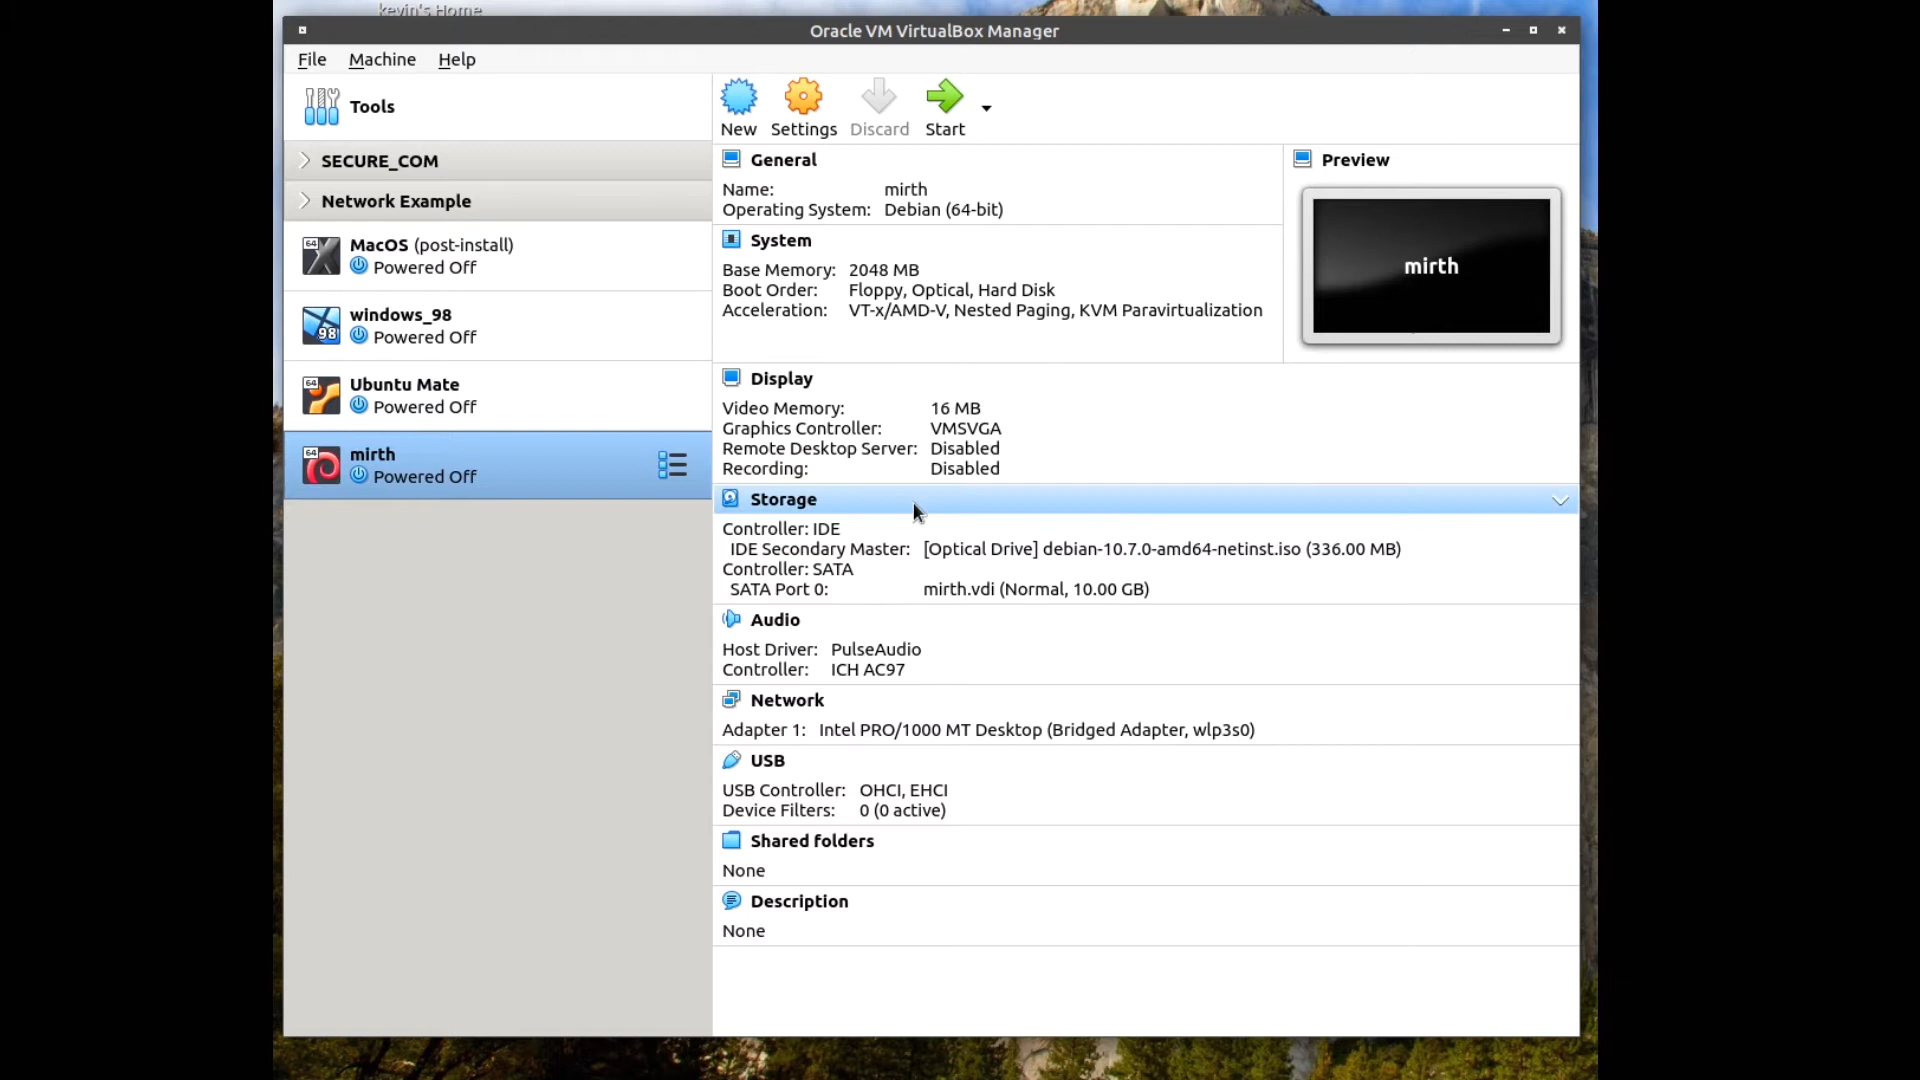 kevin's Home
Oracle VM VirtualBox Manager
File Machine Help
Tools
New Settings Discard Start
SECURE_COM
Network Example
64
MacOS (post-install)
Powered Off
98
windows_98
Powered Off
64
Ubuntu Mate
Powered Off
64
mirth
Powered Off
General
Name: mirth
Operating System: Debian (64-bit)
Preview
mirth
System
Base Memory: 2048 MB
Boot Order: Floppy, Optical, Hard Disk
Acceleration: VT-x/AMD-V, Nested Paging, KVM Paravirtualization
Display
Video Memory: 16 MB
Graphics Controller: VMSVGA
Remote Desktop Server: Disabled
Recording: Disabled
Storage
Controller: IDE
IDE Secondary Master: [Optical Drive] debian-10.7.0-amd64-netinst.iso (336.00 MB)
Controller: SATA
SATA Port 0: mirth.vdi (Normal, 10.00 GB)
Audio
Host Driver: PulseAudio
Controller: ICH AC97
Network
Adapter 1: Intel PRO/1000 MT Desktop (Bridged Adapter, wlp3s0)
USB
USB Controller: OHCI, EHCI
Device Filters: 0 (0 active)
Shared folders
None
Description
None